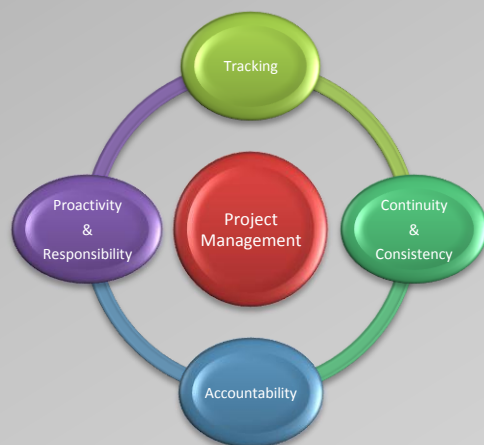 Tracking
Proactivity
&
Responsibility
Project
Management
Continuity
&
Consistency
Accountability